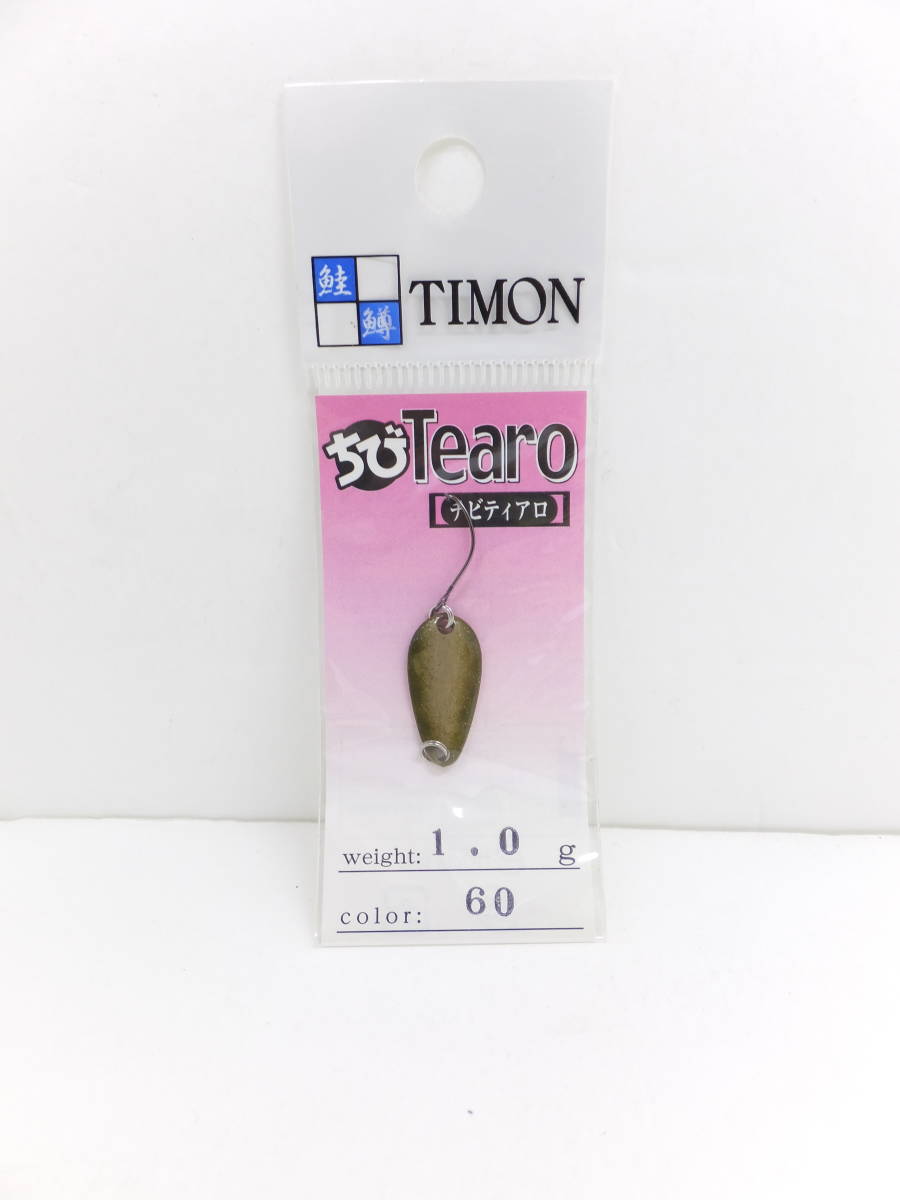 鮭鱒 TIMON
ちびTearo
【チビティアロ】
weight: 1.0 g
color: 60